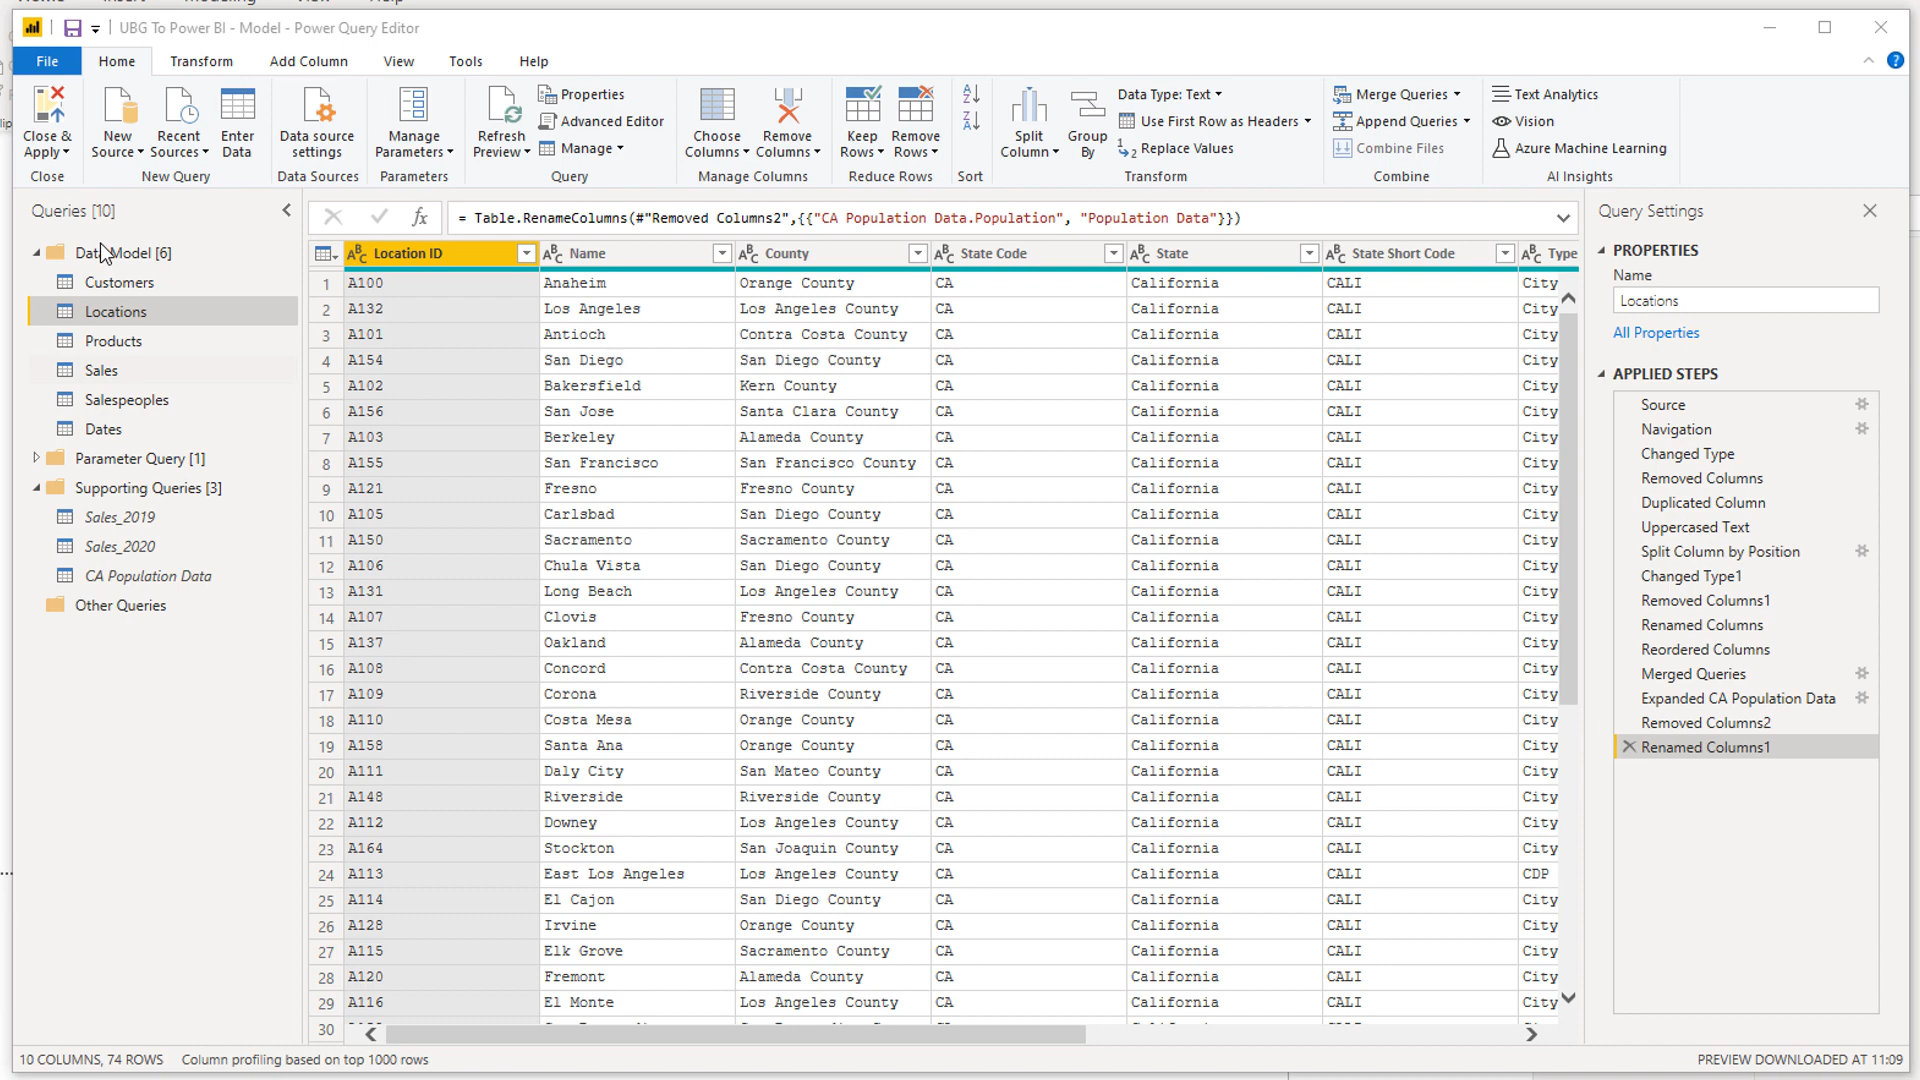 UBG To Power BI - Model - Power Query Editor
File Home Transform Add Column View Tools Help
Close & Apply
New Source
Recent Sources
Enter Data
Data source settings
Manage Parameters
Refresh Preview
Properties
Advanced Editor
Manage
Choose Columns
Remove Columns
Keep Rows
Remove Rows
Split Column
Group By
Data Type: Text
Use First Row as Headers
1→2 Replace Values
Merge Queries
Append Queries
Combine Files
Text Analytics
Vision
Azure Machine Learning
Close New Query Data Sources Parameters Query Manage Columns Reduce Rows Sort Transform Combine AI Insights
Queries [10]
Data Model [6]
Customers
Locations
Products
Sales
Salespeoples
Dates
Parameter Query [1]
Supporting Queries [3]
Sales_2019
Sales_2020
CA Population Data
Other Queries
fx = Table.RenameColumns(#"Removed Columns2",{{"CA Population Data.Population", "Population Data"}})
Location ID Name County State Code State State Short Code Type
1 A100 Anaheim Orange County CA California CALI City
2 A132 Los Angeles Los Angeles County CA California CALI City
3 A101 Antioch Contra Costa County CA California CALI City
4 A154 San Diego San Diego County CA California CALI City
5 A102 Bakersfield Kern County CA California CALI City
6 A156 San Jose Santa Clara County CA California CALI City
7 A103 Berkeley Alameda County CA California CALI City
8 A155 San Francisco San Francisco County CA California CALI City
9 A121 Fresno Fresno County CA California CALI City
10 A105 Carlsbad San Diego County CA California CALI City
11 A150 Sacramento Sacramento County CA California CALI City
12 A106 Chula Vista San Diego County CA California CALI City
13 A131 Long Beach Los Angeles County CA California CALI City
14 A107 Clovis Fresno County CA California CALI City
15 A137 Oakland Alameda County CA California CALI City
16 A108 Concord Contra Costa County CA California CALI City
17 A109 Corona Riverside County CA California CALI City
18 A110 Costa Mesa Orange County CA California CALI City
19 A158 Santa Ana Orange County CA California CALI City
20 A111 Daly City San Mateo County CA California CALI City
21 A148 Riverside Riverside County CA California CALI City
22 A112 Downey Los Angeles County CA California CALI City
23 A164 Stockton San Joaquin County CA California CALI City
24 A113 East Los Angeles Los Angeles County CA California CALI CDP
25 A114 El Cajon San Diego County CA California CALI City
26 A128 Irvine Orange County CA California CALI City
27 A115 Elk Grove Sacramento County CA California CALI City
28 A120 Fremont Alameda County CA California CALI City
29 A116 El Monte Los Angeles County CA California CALI City
30
Query Settings
PROPERTIES
Name
Locations
All Properties
APPLIED STEPS
Source
Navigation
Changed Type
Removed Columns
Duplicated Column
Uppercased Text
Split Column by Position
Changed Type1
Removed Columns1
Renamed Columns
Reordered Columns
Merged Queries
Expanded CA Population Data
Removed Columns2
Renamed Columns1
10 COLUMNS, 74 ROWS Column profiling based on top 1000 rows
PREVIEW DOWNLOADED AT 11:09